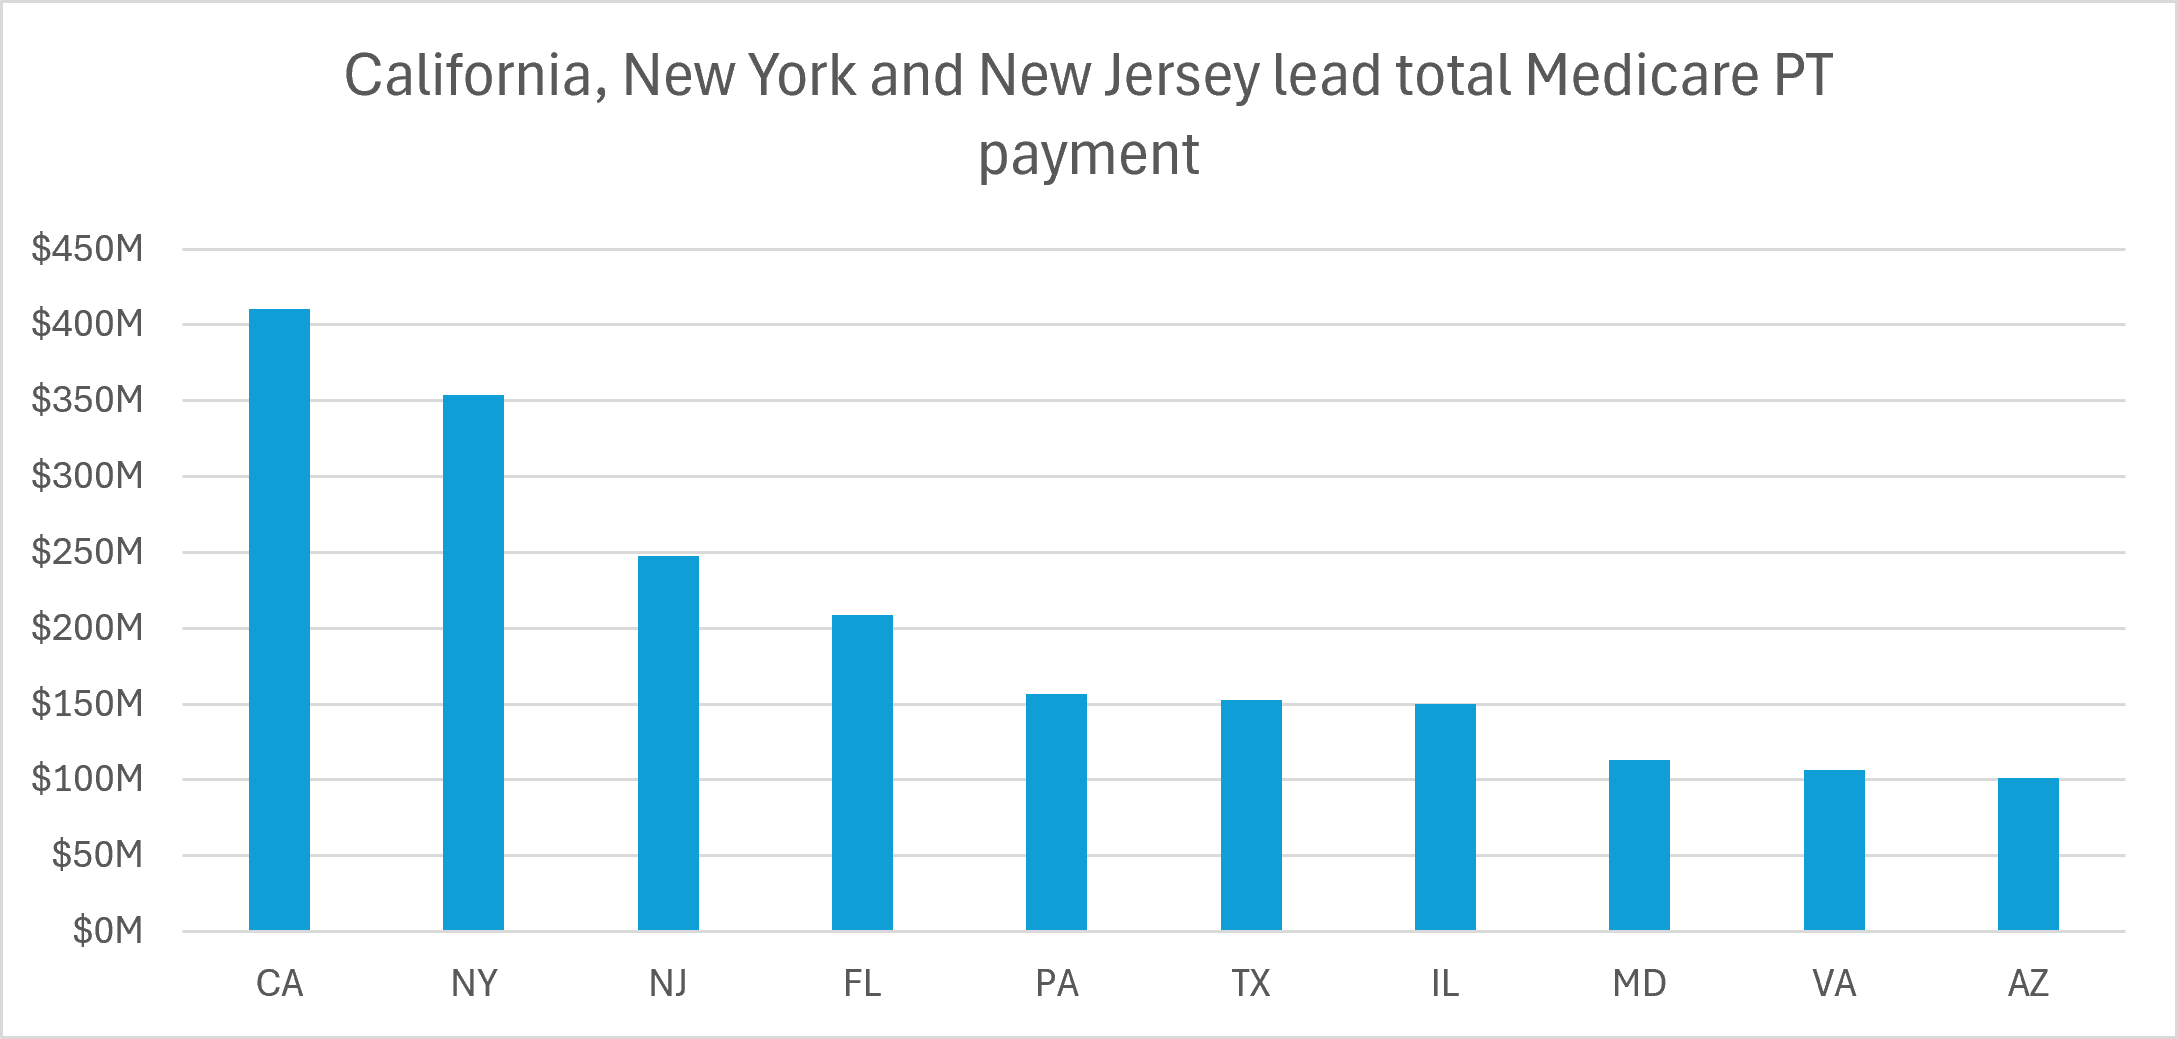 California, New York and New Jersey lead total Medicare PT
payment
$450M
$400M
$350M
$300M
$250M
$200M
$150M
$100M
$50M
$0M
CA NY NJ FL PA TX IL MD VA AZ